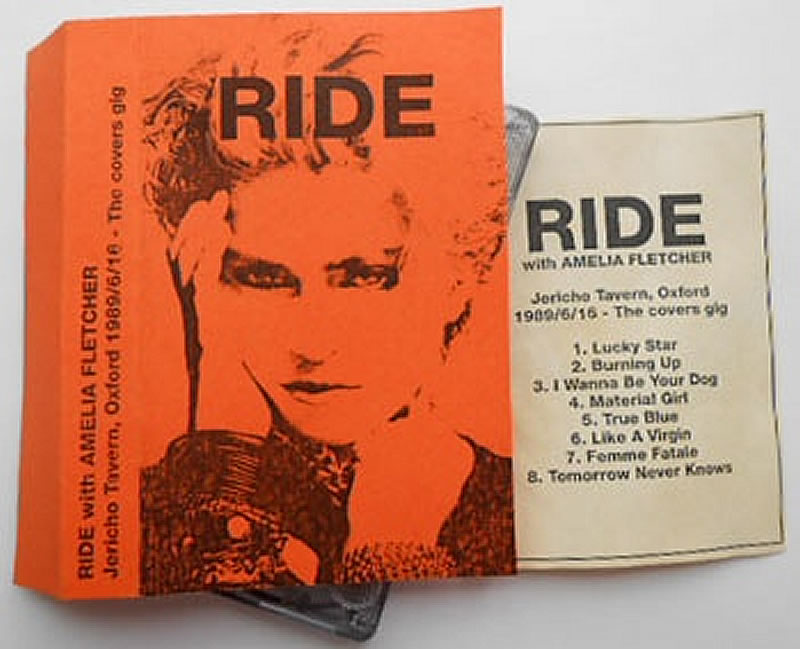 RIDE
RIDE with AMELIA FLETCHER
Jericho Tavern, Oxford 1989/6/16 - The covers gig
RIDE
with AMELIA FLETCHER
Jericho Tavern, Oxford
1989/6/16 - The covers gig
1. Lucky Star
2. Burning Up
3. I Wanna Be Your Dog
4. Material Girl
5. True Blue
6. Like A Virgin
7. Femme Fatale
8. Tomorrow Never Knows